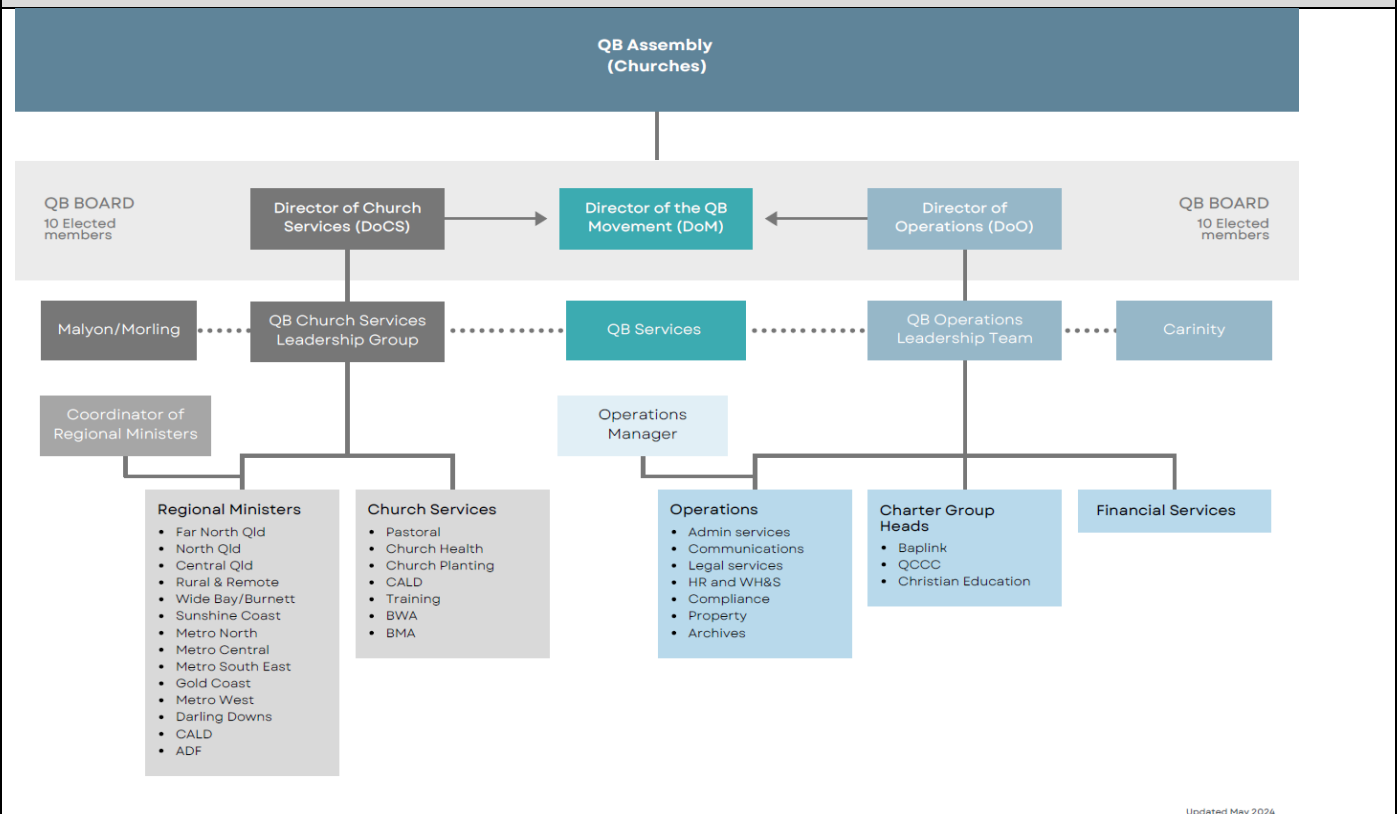 QB Assembly
(Churches)
QB BOARD
10 Elected
members
Director of Church
Services (DoCS)
Director of the QB
Movement (DoM)
Director of
Operations (DoO)
QB BOARD
10 Elected
members
Malyon/Morling
QB Church Services
Leadership Group
QB Services
QB Operations
Leadership Team
Carinity
Coordinator of
Regional Ministers
Operations
Manager
Regional Ministers
• Far North Qld
• North Qld
• Central Qld
• Rural & Remote
• Wide Bay/Burnett
• Sunshine Coast
• Metro North
• Metro Central
• Metro South East
• Gold Coast
• Metro West
• Darling Downs
• CALD
• ADF
Church Services
• Pastoral
• Church Health
• Church Planting
• CALD
• Training
• BWA
• BMA
Operations
• Admin services
• Communications
• Legal services
• HR and WH&S
• Compliance
• Property
• Archives
Charter Group
Heads
• Baplink
• QCCC
• Christian Education
Financial Services
Updated May 2024